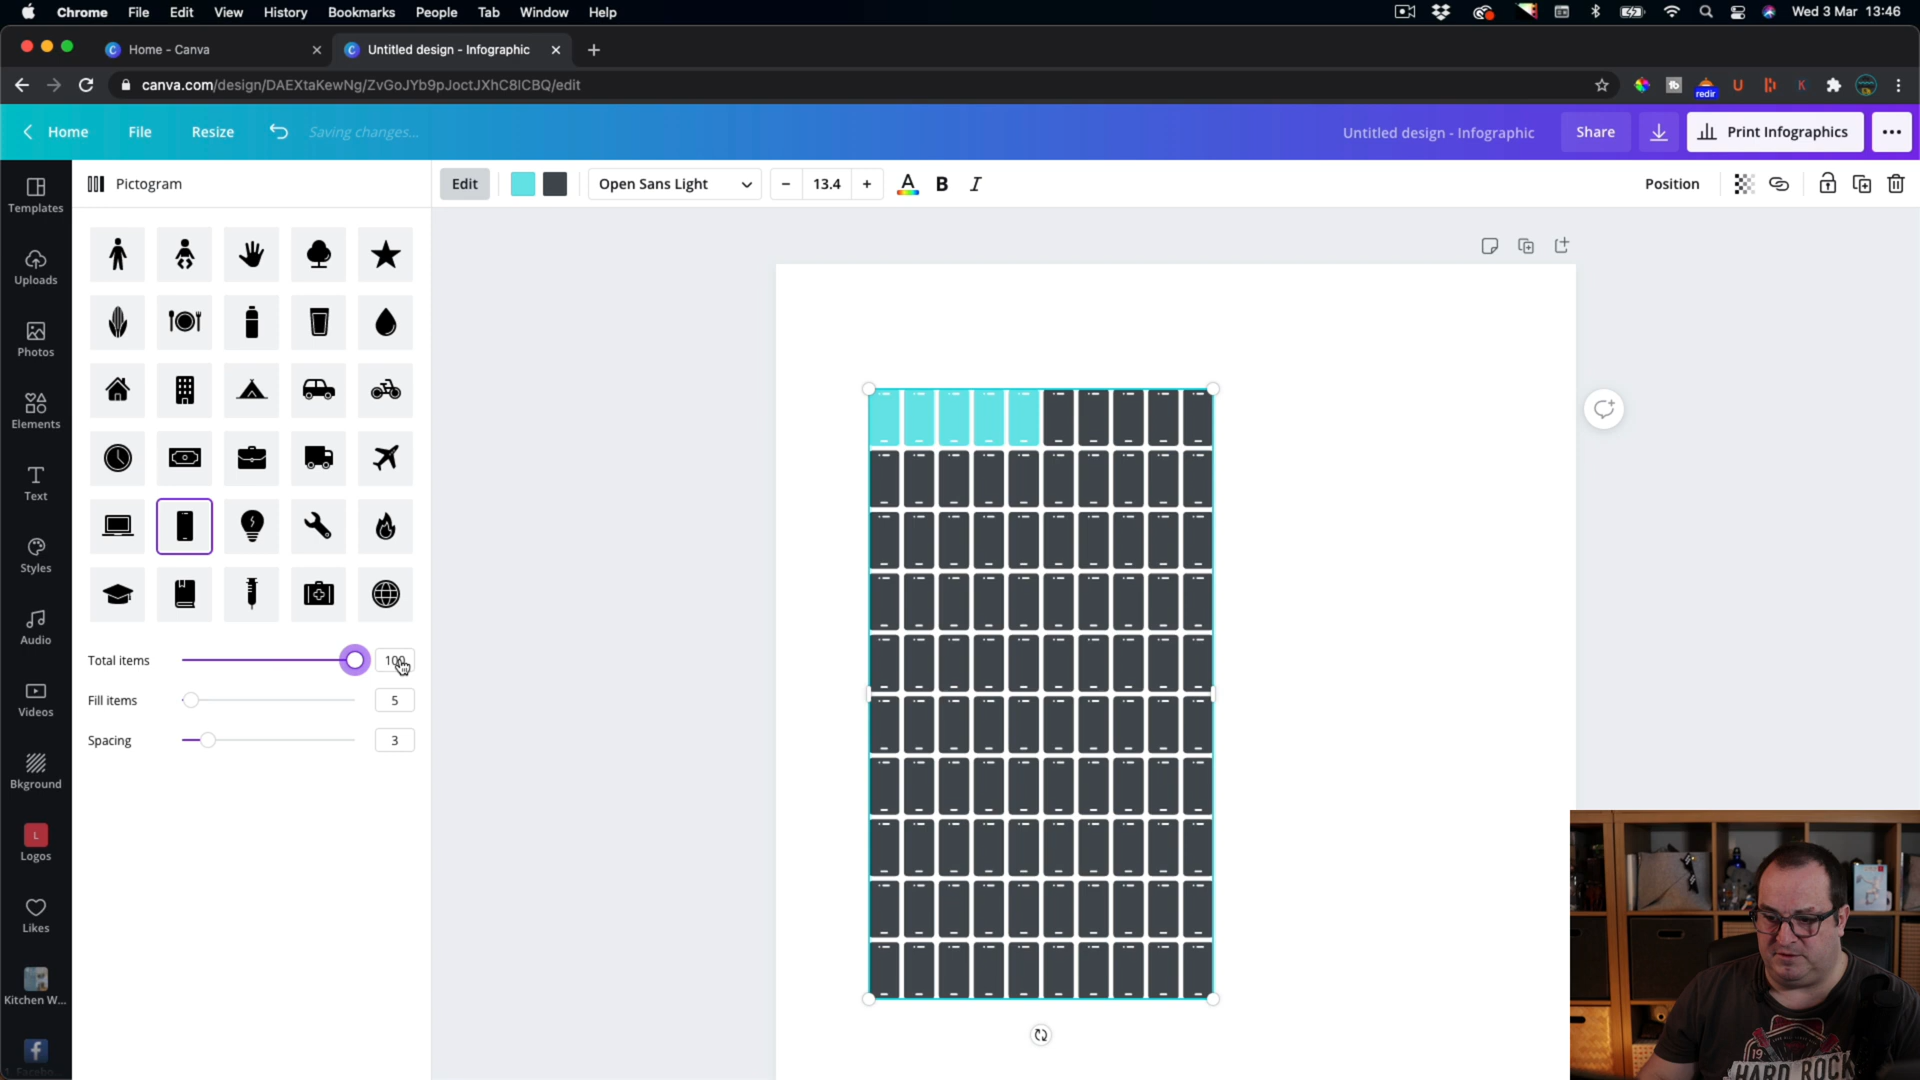 Chrome File Edit View History Bookmarks People Tab Window Help
Wed 3 Mar 13:46
Home - Canva
Untitled design - Infographic
canva.com/design/DAEXtaKewNg/ZvGoJYb9pJoctJXhC8ICBQ/edit
redir
Home File Resize Saving changes...
Untitled design - Infographic Share Print Infographics
Templates
Pictogram
Edit Open Sans Light 13.4 A B I Position
Uploads
Photos
Elements
Text
Styles
Audio
Videos
Bkground
Logos
Likes
Kitchen W...
Total items 100
Fill items 5
Spacing 3
HARD ROCK